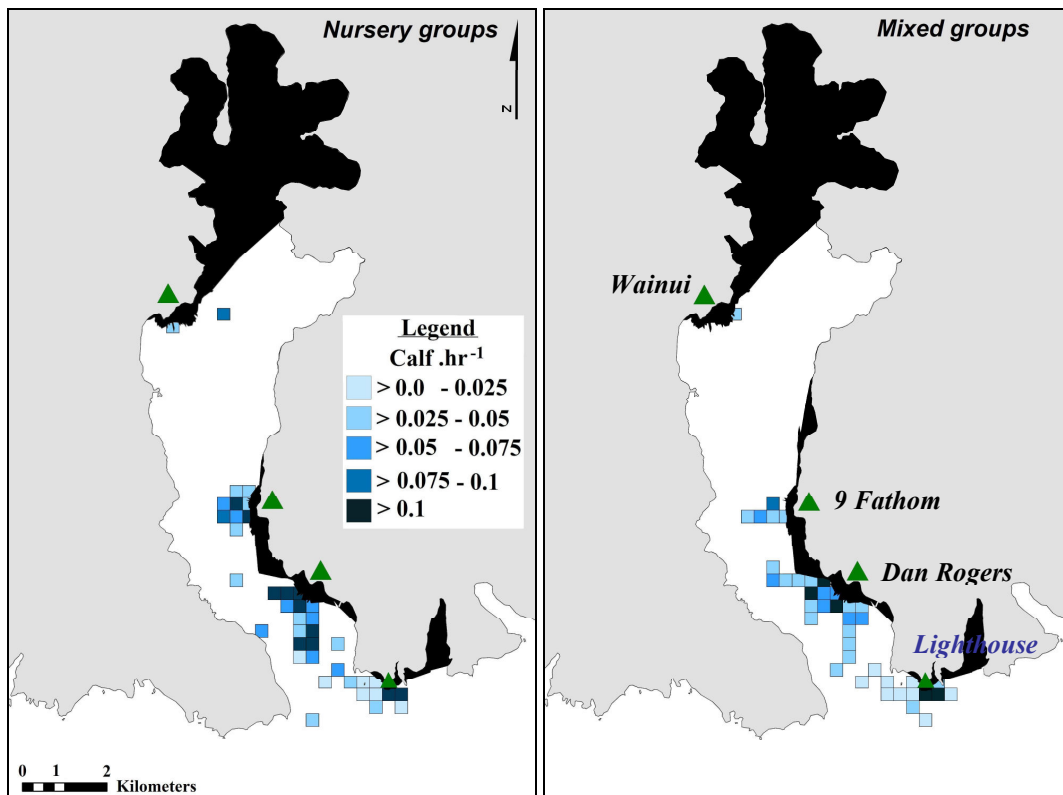 Nursery groups
Z
Legend
Calf .hr-1
> 0.0 - 0.025
> 0.025 - 0.05
> 0.05 - 0.075
> 0.075 - 0.1
> 0.1
0 1 2
Kilometers
Mixed groups
Wainui
9 Fathom
Dan Rogers
Lighthouse